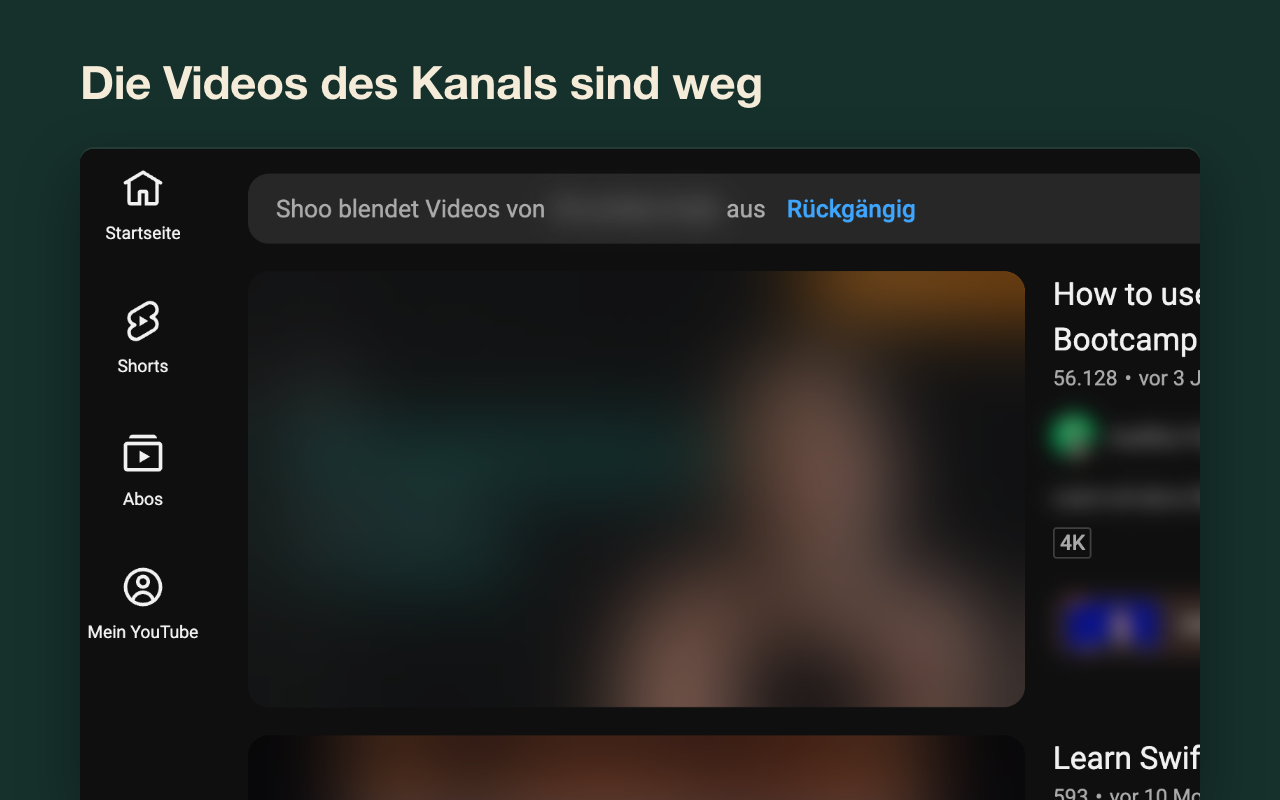 Die Videos des Kanals sind weg
Startseite
Shoo blendet Videos von aus Rückgängig
Shorts
Abos
Mein YouTube
How to use
Bootcamp
56.128 • vor 3 J
4K
Learn Swif
593 • vor 10 Mo